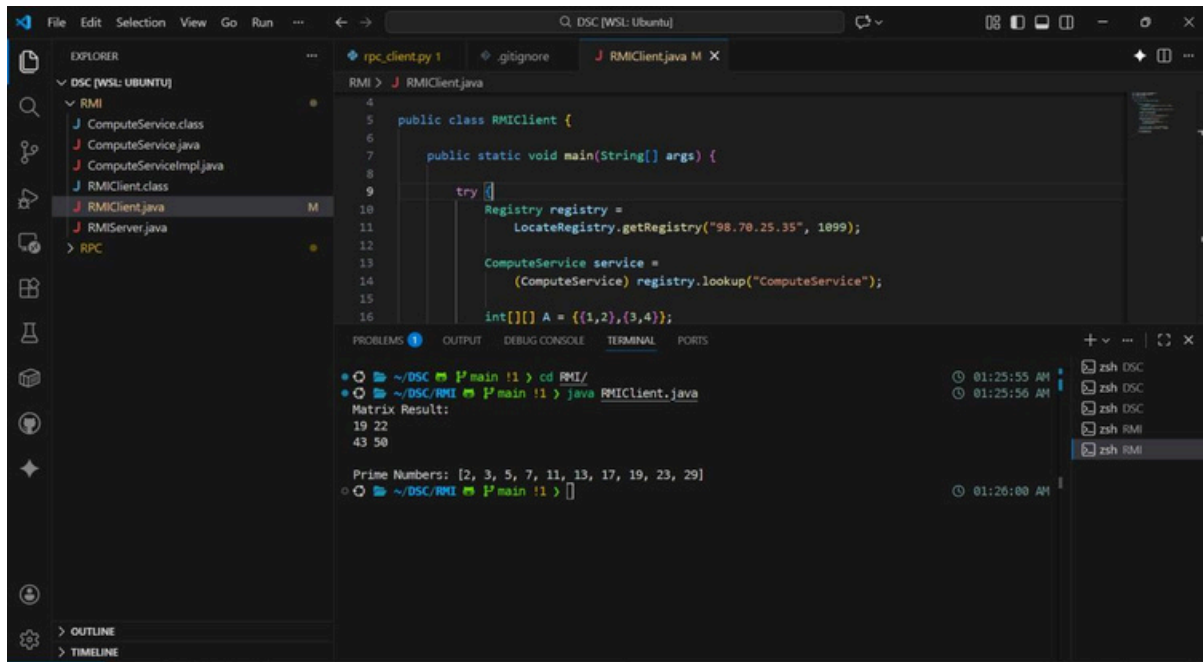 File Edit Selection View Go Run ... DSC [WSL: Ubuntu]
EXPLORER ...
DSC [WSL: UBUNTU]
RMI
ComputeService.class
ComputeService.java
ComputeServiceImpl.java
RMIClient.class
RMIClient.java M
RMIServer.java
RPC
OUTLINE
TIMELINE
rpc_client.py 1 .gitignore RMIClient.java M
RMI > RMIClient.java
4
5 public class RMIClient {
6
7 public static void main(String[] args) {
8
9 try {
10 Registry registry =
11 LocateRegistry.getRegistry("98.70.25.35", 1099);
12
13 ComputeService service =
14 (ComputeService) registry.lookup("ComputeService");
15
16 int[][] A = {{1,2},{3,4}};
PROBLEMS 1 OUTPUT DEBUG CONSOLE TERMINAL PORTS
~/DSC main !1 > cd RMI/ 01:25:55 AM
~/DSC/RMI main !1 > java RMIClient.java 01:25:56 AM
Matrix Result:
19 22
43 50
Prime Numbers: [2, 3, 5, 7, 11, 13, 17, 19, 23, 29]
~/DSC/RMI main !1 > 01:26:00 AM
zsh DSC
zsh DSC
zsh DSC
zsh RMI
zsh RMI